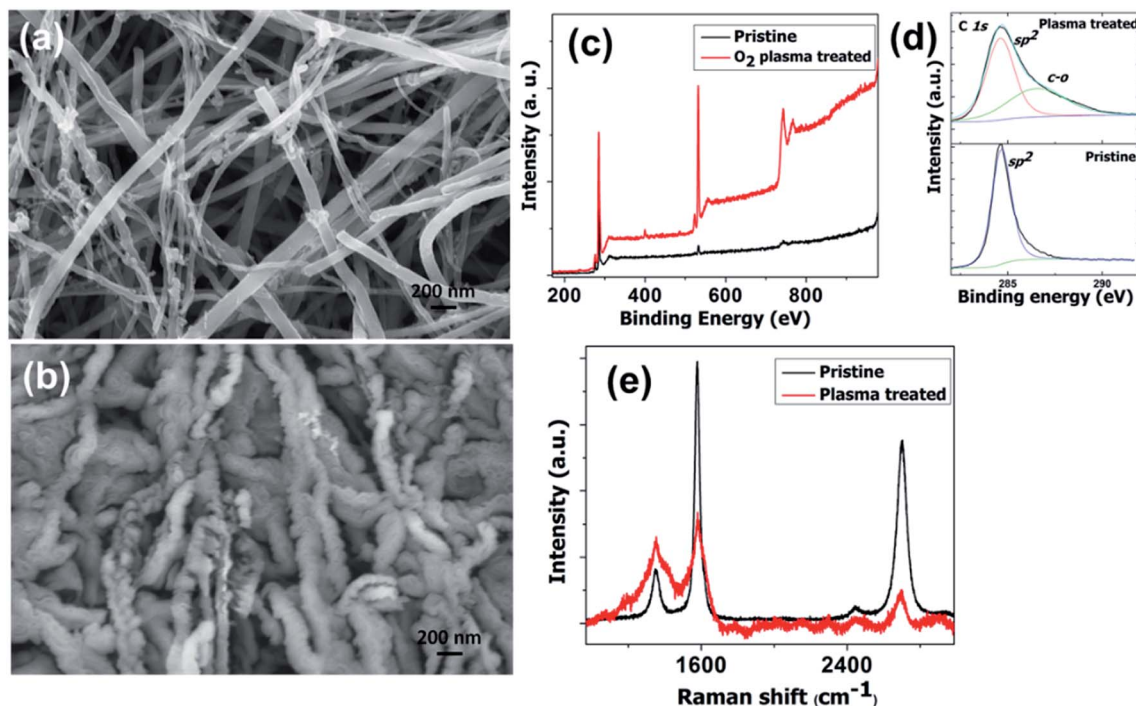 (a)
200 nm
(b)
200 nm
(c)
Pristine
O₂ plasma treated
Intensity (a. u.)
200 400 600 800
Binding Energy (eV)
(d)
C 1s Plasma treated
sp²
c-o
Pristine
sp²
Intensity (a.u.)
285 290
Binding energy (eV)
(e)
Pristine
Plasma treated
Intensity (a.u.)
1600 2400
Raman shift (cm⁻¹)